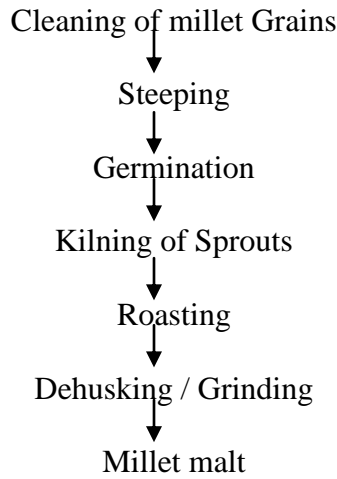 Cleaning of millet Grains
Steeping
Germination
Kilning of Sprouts
Roasting
Dehusking / Grinding
Millet malt